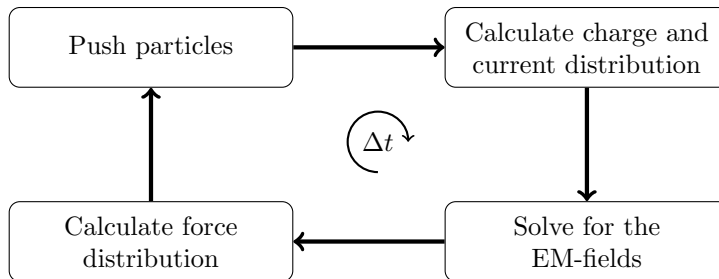 Push particles
Calculate charge and
current distribution
Δt
Calculate force
distribution
Solve for the
EM-fields